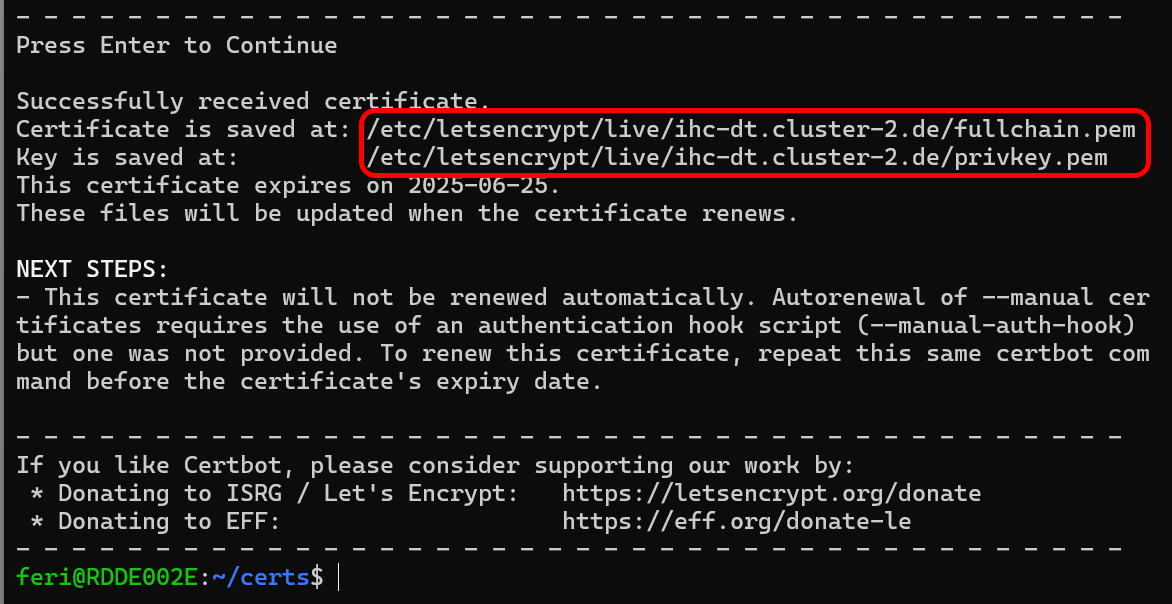 - - - - - - - - - - - - - - - - - - - - - - - - - - - - - - - - - - - - - - - -
Press Enter to Continue
Successfully received certificate.
Certificate is saved at: /etc/letsencrypt/live/ihc-dt.cluster-2.de/fullchain.pem
Key is saved at:         /etc/letsencrypt/live/ihc-dt.cluster-2.de/privkey.pem
This certificate expires on 2025-06-25.
These files will be updated when the certificate renews.
NEXT STEPS:
- This certificate will not be renewed automatically. Autorenewal of --manual cer
tificates requires the use of an authentication hook script (--manual-auth-hook)
but one was not provided. To renew this certificate, repeat this same certbot com
mand before the certificate's expiry date.
- - - - - - - - - - - - - - - - - - - - - - - - - - - - - - - - - - - - - - - -
If you like Certbot, please consider supporting our work by:
 * Donating to ISRG / Let's Encrypt:   https://letsencrypt.org/donate
 * Donating to EFF:                    https://eff.org/donate-le
- - - - - - - - - - - - - - - - - - - - - - - - - - - - - - - - - - - - - - - -
feri@RDDE002E:~/certs$